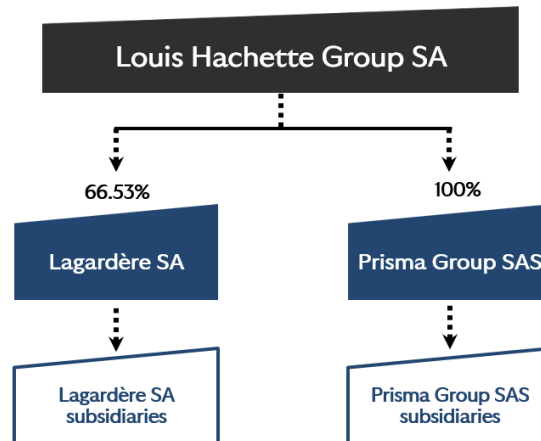 Louis Hachette Group SA
66.53%
100%
Lagardère SA
Prisma Group SAS
Lagardère SA
subsidiaries
Prisma Group SAS
subsidiaries